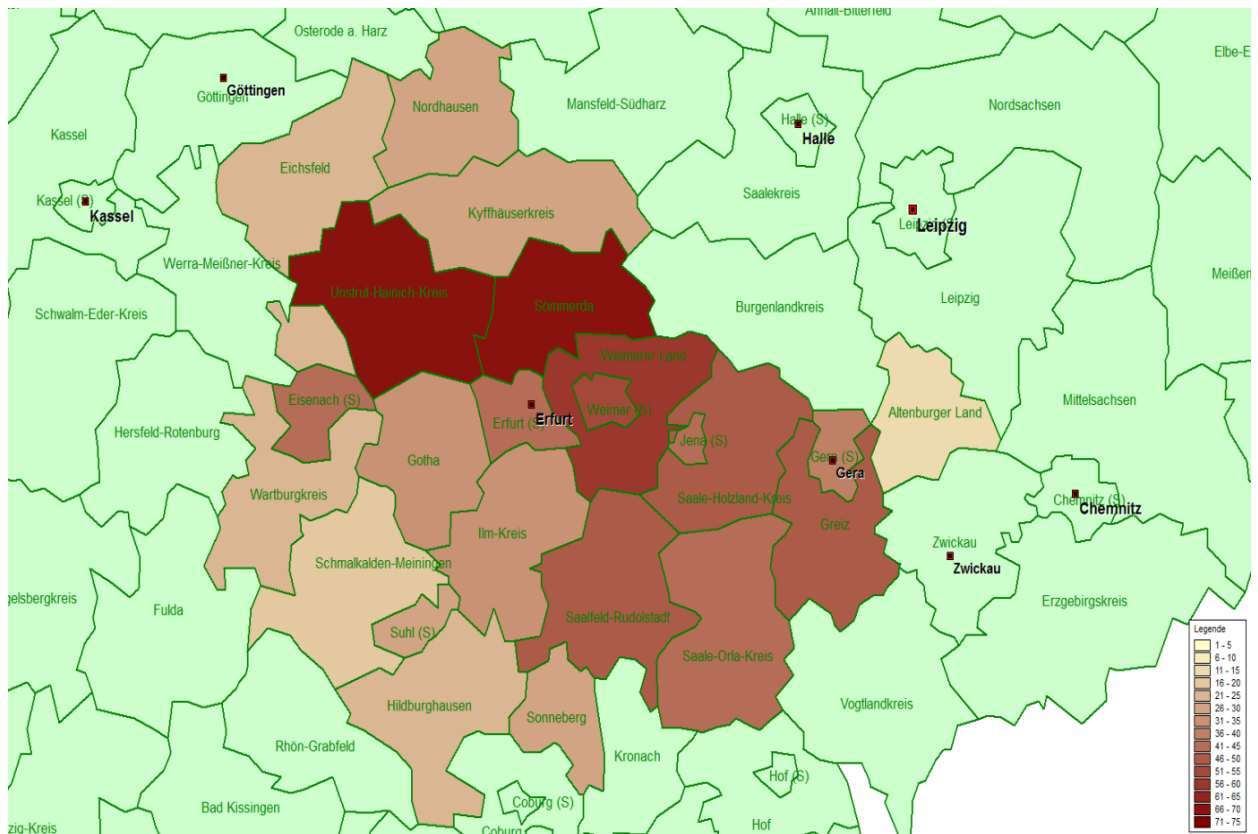 Anhalt-Bitterfeld
Osterode a. Harz
Elbe-E
Göttingen
Göttingen
Nordhausen
Mansfeld-Südharz
Nordsachsen
Halle (S)
Halle
Kassel
Eichsfeld
Saalekreis
Kassel (S)
Kassel
Kyffhäuserkreis
Leipzig (S)
Leipzig
Werra-Meißner-Kreis
Meißen
Unstrut-Hainich-Kreis
Sömmerda
Burgenlandkreis
Leipzig
Schwalm-Eder-Kreis
Weimarer Land
Eisenach (S)
Weimar (S)
Altenburger Land
Mittelsachsen
Hersfeld-Rotenburg
Erfurt (S)
Erfurt
Jena (S)
Gotha
Gera (S)
Gera
Wartburgkreis
Saale-Holzland-Kreis
Chemnitz (S)
Chemnitz
Greiz
Ilm-Kreis
Zwickau
Zwickau
Schmalkalden-Meiningen
gelsbergkreis
Fulda
Erzgebirgskreis
Saalfeld-Rudolstadt
Suhl (S)
Saale-Orla-Kreis
Hildburghausen
Sonneberg
Vogtlandkreis
Rhön-Grabfeld
Kronach
Hof (S)
Bad Kissingen
Coburg (S)
Coburg
Hof
zig-Kreis
Legende
1 - 5
6 - 10
11 - 15
16 - 20
21 - 25
26 - 30
31 - 35
36 - 40
41 - 45
46 - 50
51 - 55
56 - 60
61 - 65
66 - 70
71 - 75